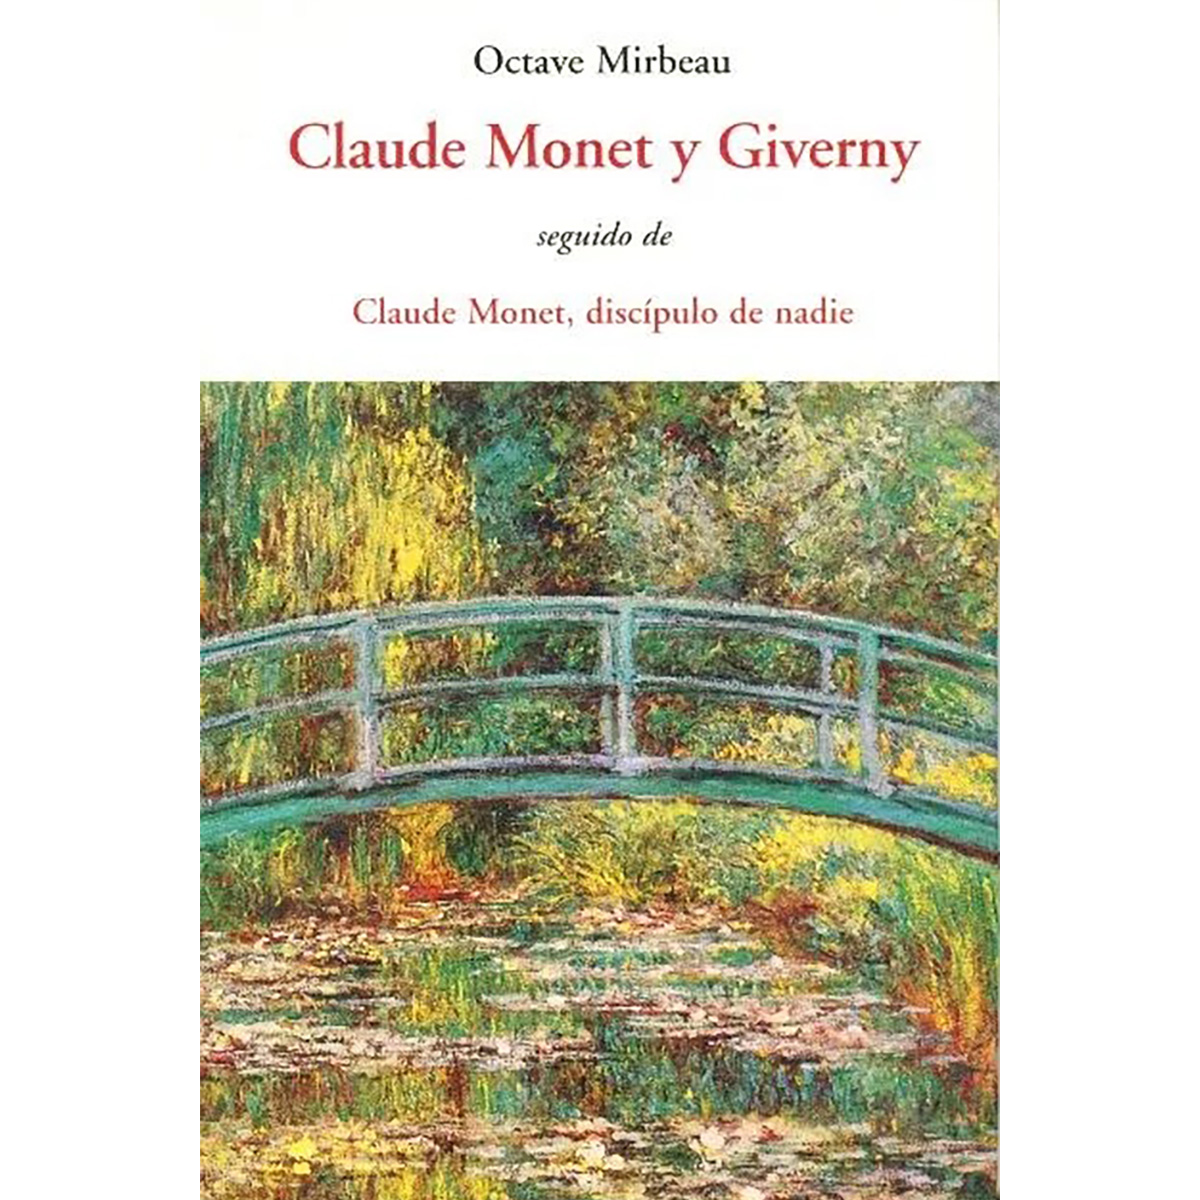 Octave Mirbeau
Claude Monet y Giverny
seguido de
Claude Monet, discípulo de nadie